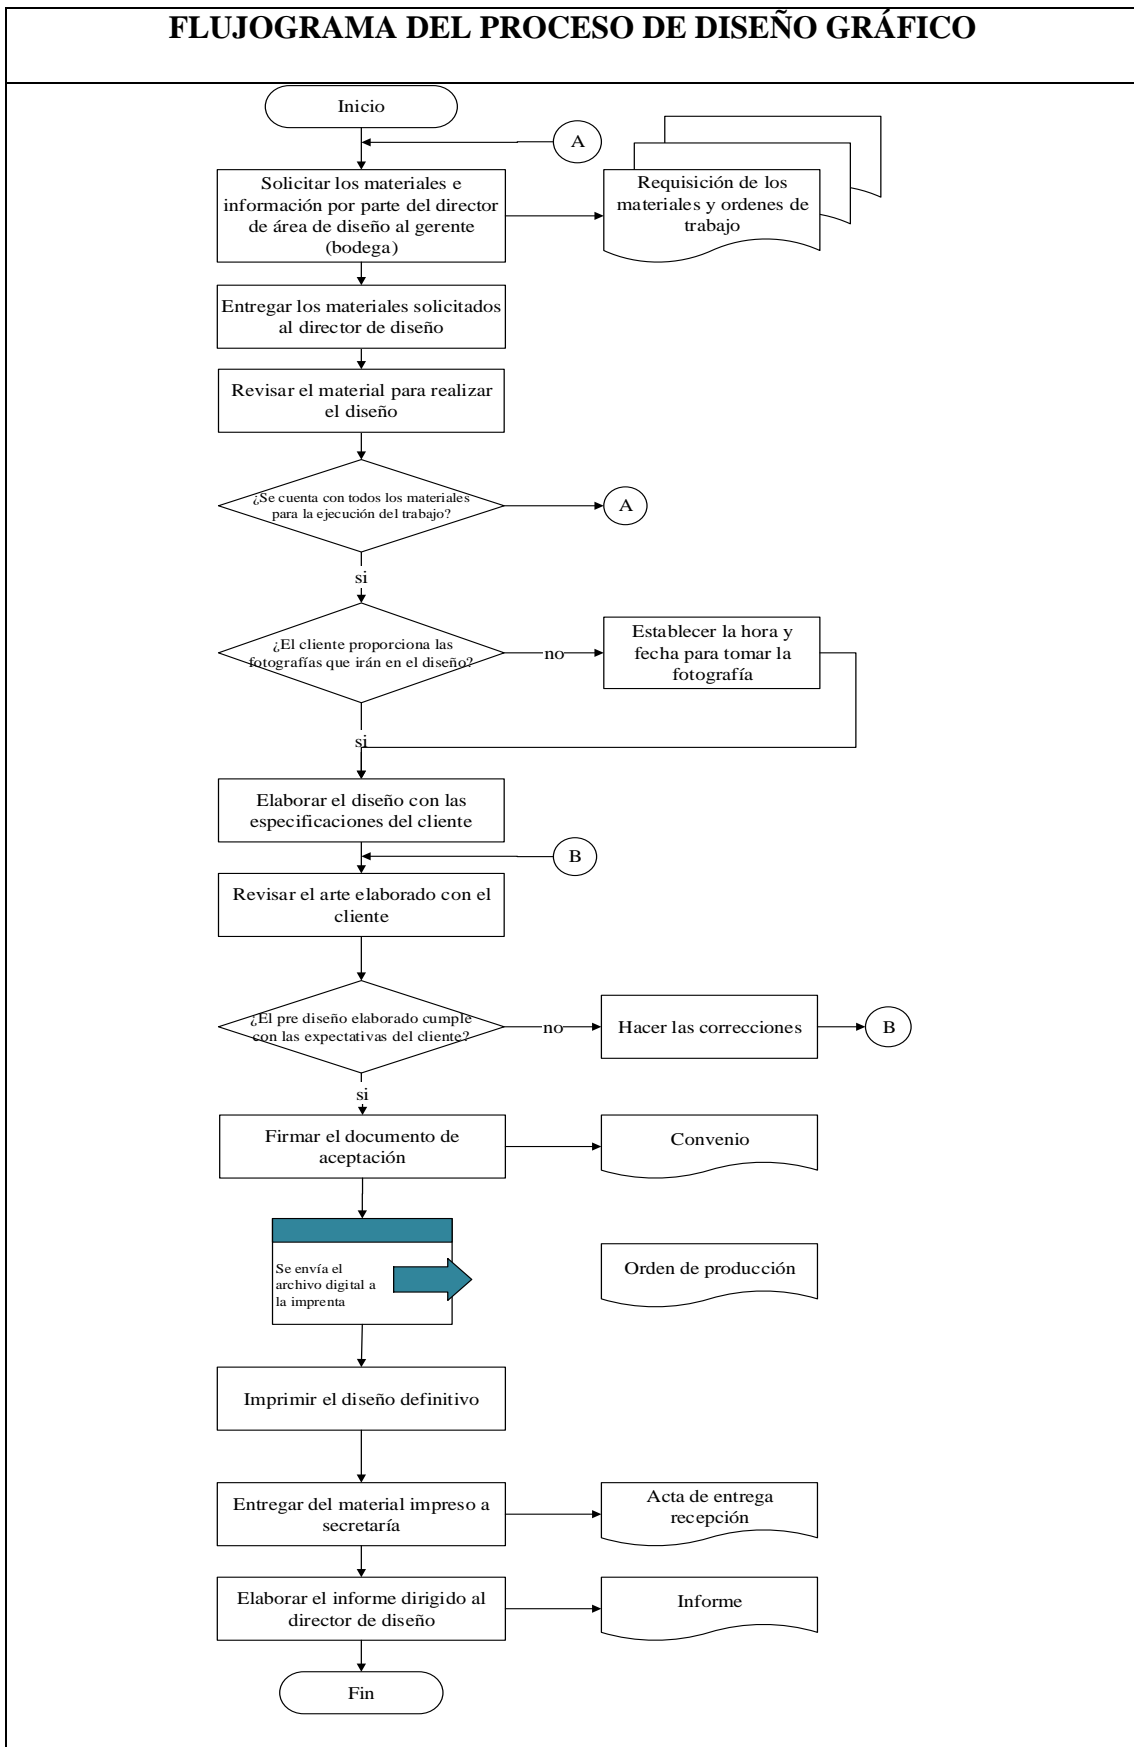 FLUJOGRAMA DEL PROCESO DE DISEÑO GRÁFICO
Inicio
A
Solicitar los materiales e
información por parte del director
de área de diseño al gerente
(bodega)
Requisición de los
materiales y ordenes de
trabajo
Entregar los materiales solicitados
al director de diseño
Revisar el material para realizar
el diseño
¿Se cuenta con todos los materiales
para la ejecución del trabajo?
A
si
¿El cliente proporciona las
fotografías que irán en el diseño?
no
Establecer la hora y
fecha para tomar la
fotografía
si
Elaborar el diseño con las
especificaciones del cliente
B
Revisar el arte elaborado con el
cliente
¿El pre diseño elaborado cumple
con las expectativas del cliente?
no
Hacer las correcciones
B
si
Firmar el documento de
aceptación
Convenio
Se envía el
archivo digital a
la imprenta
Orden de producción
Imprimir el diseño definitivo
Entregar del material impreso a
secretaría
Acta de entrega
recepción
Elaborar el informe dirigido al
director de diseño
Informe
Fin